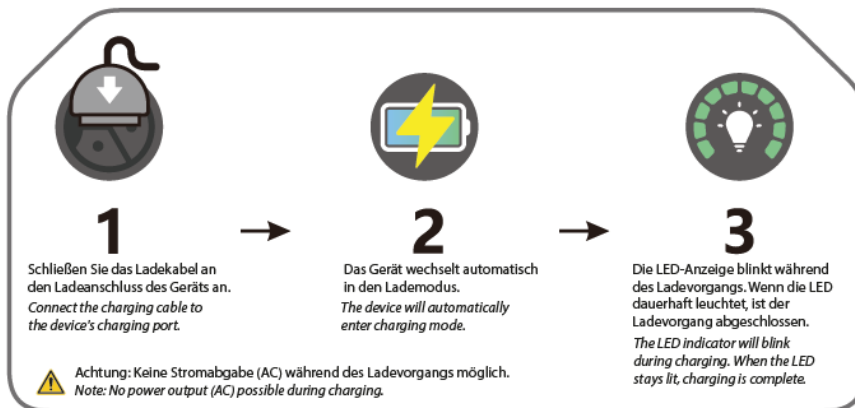 1
Schließen Sie das Ladekabel an
den Ladeanschluss des Geräts an.
Connect the charging cable to
the device's charging port.
2
Das Gerät wechselt automatisch
in den Lademodus.
The device will automatically
enter charging mode.
3
Die LED-Anzeige blinkt während
des Ladevorgangs. Wenn die LED
dauerhaft leuchtet, ist der
Ladevorgang abgeschlossen.
The LED indicator will blink
during charging. When the LED
stays lit, charging is complete.
Achtung: Keine Stromabgabe (AC) während des Ladevorgangs möglich.
Note: No power output (AC) possible during charging.